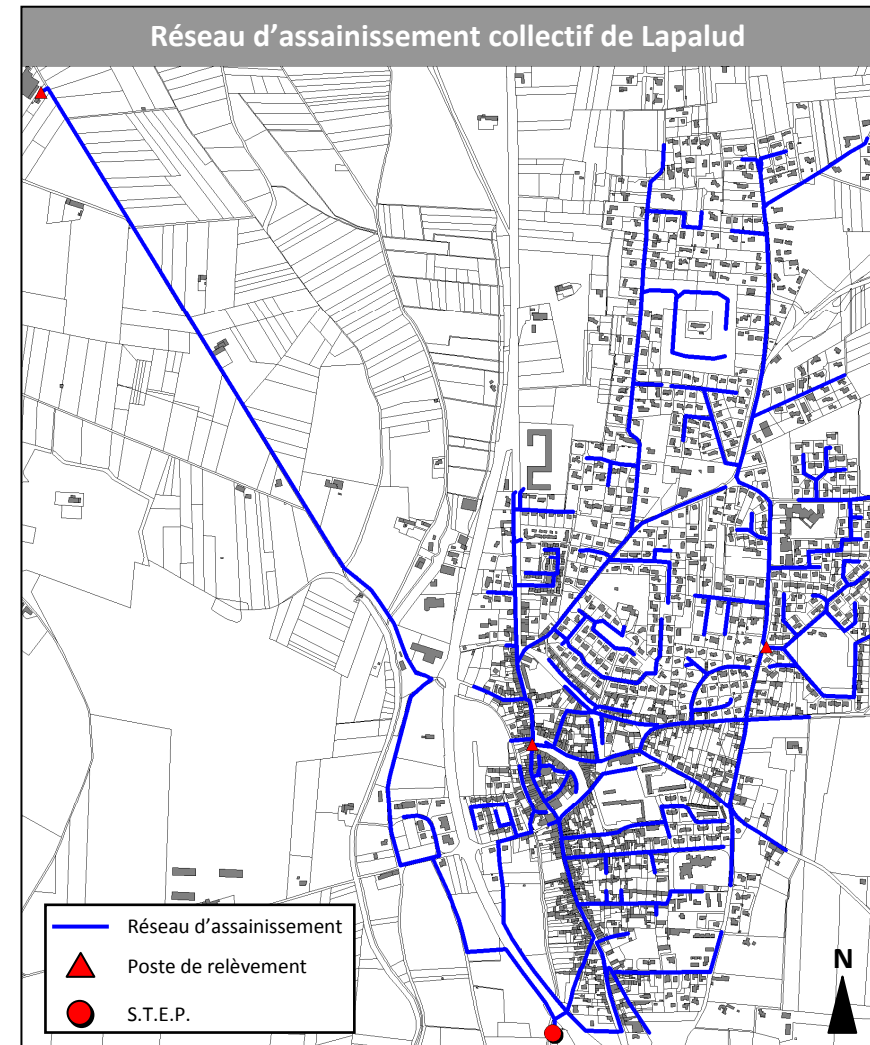 Réseau d’assainissement collectif de Lapalud
Réseau d’assainissement
Poste de relèvement
S.T.E.P.
N